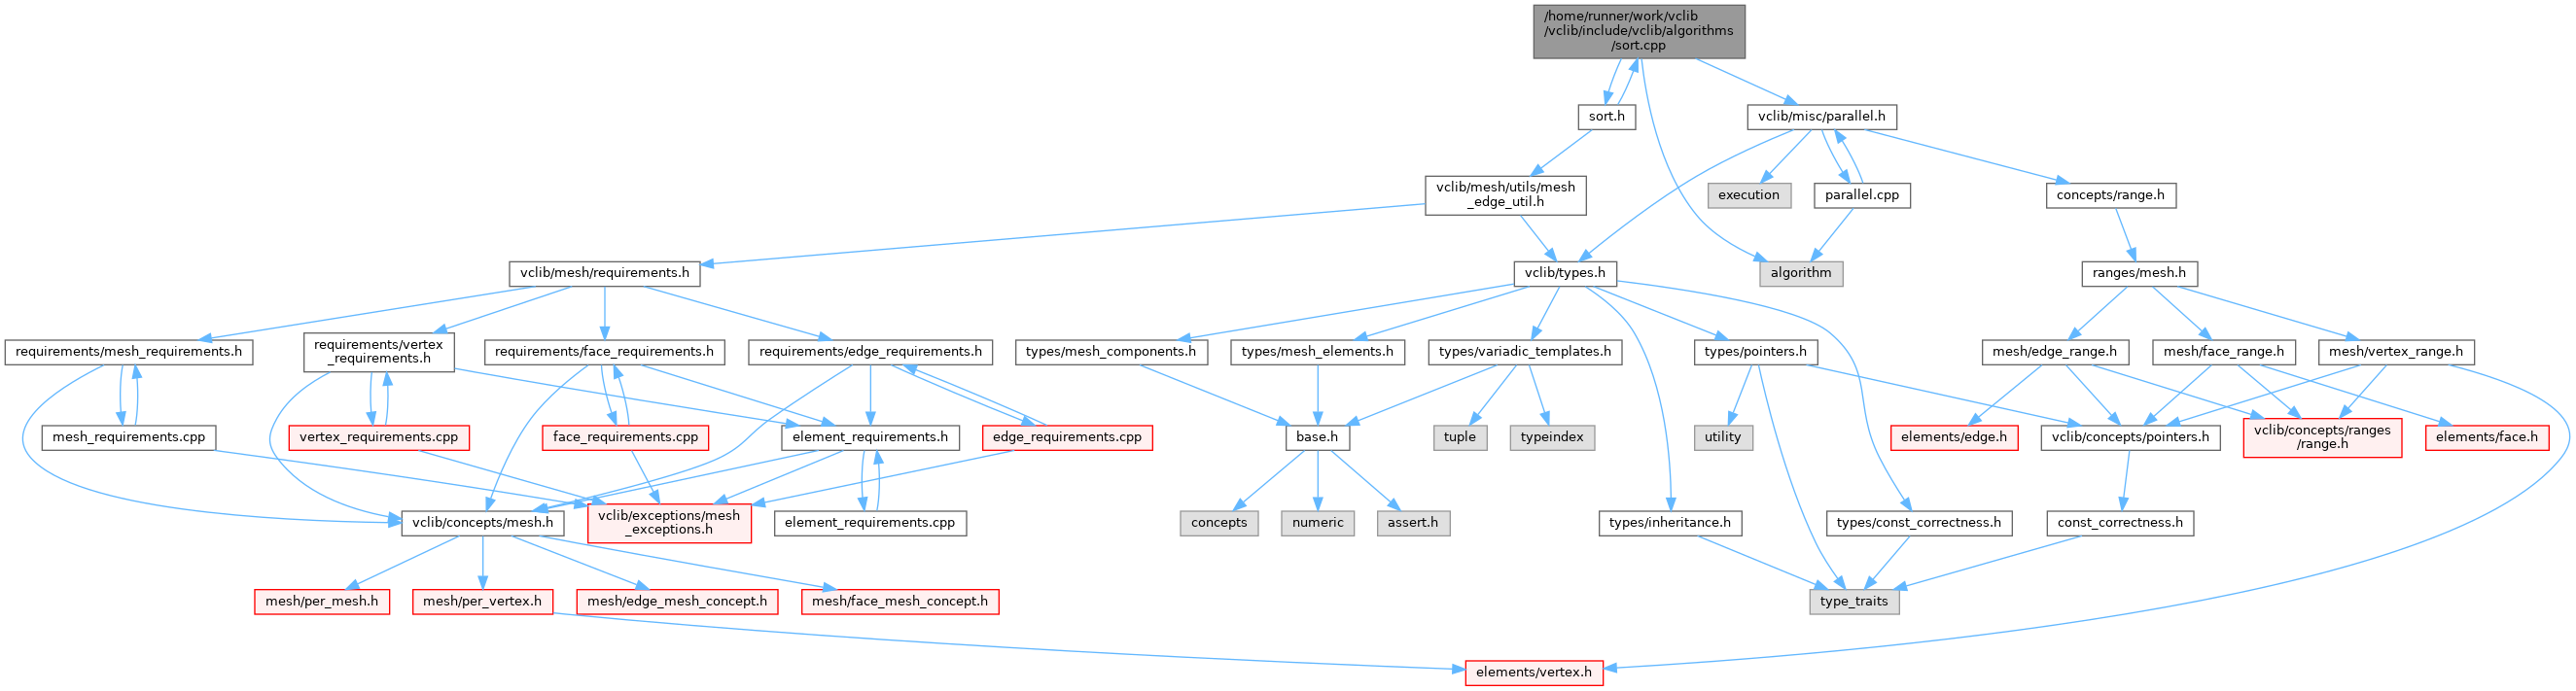 /home/runner/work/vclib
/vclib/include/vclib/algorithms
/sort.cpp
sort.h
vclib/misc/parallel.h
vclib/mesh/utils/mesh
_edge_util.h
execution
parallel.cpp
concepts/range.h
vclib/mesh/requirements.h
vclib/types.h
algorithm
ranges/mesh.h
requirements/mesh_requirements.h
requirements/vertex
_requirements.h
requirements/face_requirements.h
requirements/edge_requirements.h
types/mesh_components.h
types/mesh_elements.h
types/variadic_templates.h
types/pointers.h
mesh/edge_range.h
mesh/face_range.h
mesh/vertex_range.h
mesh_requirements.cpp
vertex_requirements.cpp
face_requirements.cpp
element_requirements.h
edge_requirements.cpp
base.h
tuple
typeindex
utility
elements/edge.h
vclib/concepts/pointers.h
vclib/concepts/ranges
/range.h
elements/face.h
vclib/concepts/mesh.h
vclib/exceptions/mesh
_exceptions.h
element_requirements.cpp
concepts
numeric
assert.h
types/inheritance.h
types/const_correctness.h
const_correctness.h
mesh/per_mesh.h
mesh/per_vertex.h
mesh/edge_mesh_concept.h
mesh/face_mesh_concept.h
type_traits
elements/vertex.h